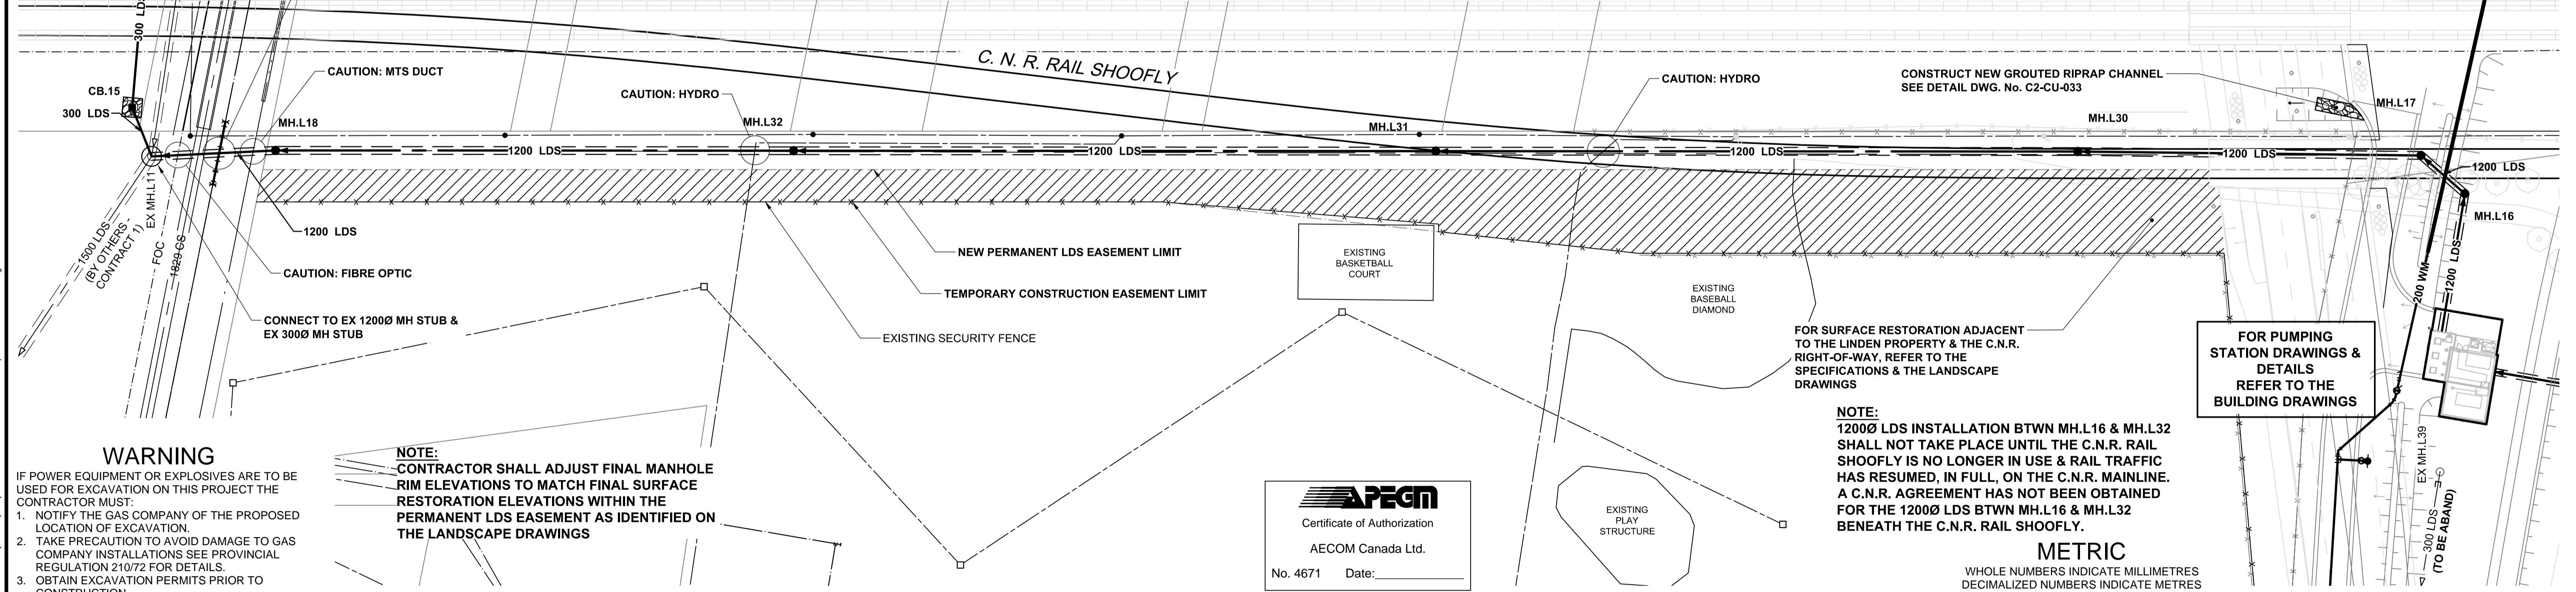 300 LDS
C. N. R. RAIL SHOOFLY
CAUTION: MTS DUCT
CAUTION: HYDRO
CAUTION: HYDRO
CONSTRUCT NEW GROUTED RIPRAP CHANNEL
SEE DETAIL DWG. No. C2-CU-033
CB.15
300 LDS
MH.L18
MH.L32
MH.L31
MH.L30
MH.L17
1200 LDS
1200 LDS
1200 LDS
1200 LDS
1200 LDS
MH.L16
1200 LDS
EX MH.L11
1500 LDS
(BY OTHERS -
CONTRACT 1)
FOC
1829 CS
CAUTION: FIBRE OPTIC
CONNECT TO EX 1200Ø MH STUB &
EX 300Ø MH STUB
NEW PERMANENT LDS EASEMENT LIMIT
TEMPORARY CONSTRUCTION EASEMENT LIMIT
EXISTING SECURITY FENCE
EXISTING
BASKETBALL
COURT
EXISTING
BASEBALL
DIAMOND
FOR SURFACE RESTORATION ADJACENT
TO THE LINDEN PROPERTY & THE C.N.R.
RIGHT-OF-WAY, REFER TO THE
SPECIFICATIONS & THE LANDSCAPE
DRAWINGS
200 WM
1200 LDS
FOR PUMPING
STATION DRAWINGS &
DETAILS
REFER TO THE
BUILDING DRAWINGS
WARNING
IF POWER EQUIPMENT OR EXPLOSIVES ARE TO BE
USED FOR EXCAVATION ON THIS PROJECT THE
CONTRACTOR MUST:
1. NOTIFY THE GAS COMPANY OF THE PROPOSED
LOCATION OF EXCAVATION.
2. TAKE PRECAUTION TO AVOID DAMAGE TO GAS
COMPANY INSTALLATIONS SEE PROVINCIAL
REGULATION 210/72 FOR DETAILS.
3. OBTAIN EXCAVATION PERMITS PRIOR TO
CONSTRUCTION
NOTE:
CONTRACTOR SHALL ADJUST FINAL MANHOLE
RIM ELEVATIONS TO MATCH FINAL SURFACE
RESTORATION ELEVATIONS WITHIN THE
PERMANENT LDS EASEMENT AS IDENTIFIED ON
THE LANDSCAPE DRAWINGS
APEGM
Certificate of Authorization
AECOM Canada Ltd.
No. 4671 Date:
EXISTING
PLAY
STRUCTURE
NOTE:
1200Ø LDS INSTALLATION BTWN MH.L16 & MH.L32
SHALL NOT TAKE PLACE UNTIL THE C.N.R. RAIL
SHOOFLY IS NO LONGER IN USE & RAIL TRAFFIC
HAS RESUMED, IN FULL, ON THE C.N.R. MAINLINE.
A C.N.R. AGREEMENT HAS NOT BEEN OBTAINED
FOR THE 1200Ø LDS BTWN MH.L16 & MH.L32
BENEATH THE C.N.R. RAIL SHOOFLY.
METRIC
WHOLE NUMBERS INDICATE MILLIMETRES
DECIMALIZED NUMBERS INDICATE METRES
EX MH.L39
300 LDS
(TO BE ABAND)